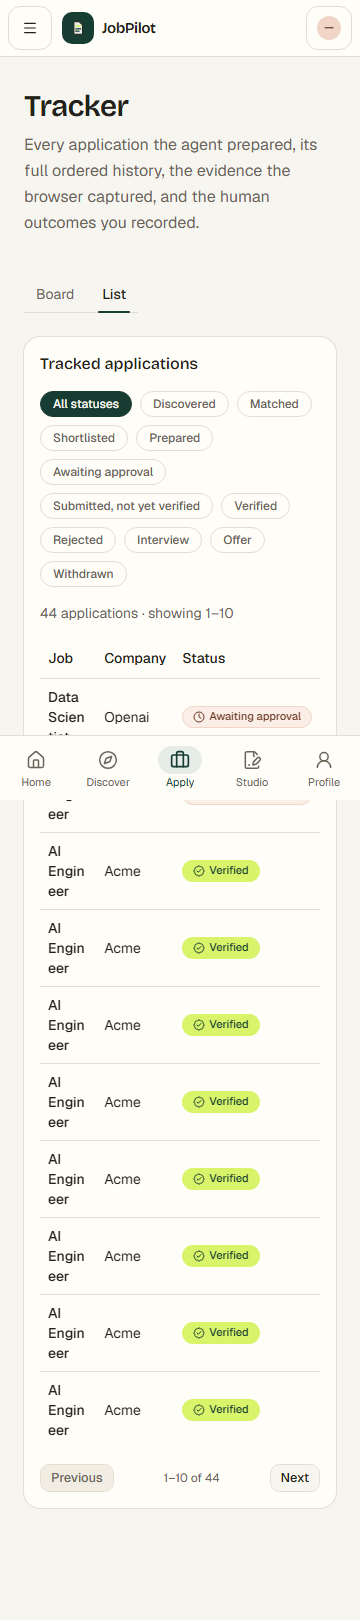 JobPilot
Tracker
Every application the agent prepared, its
full ordered history, the evidence the
browser captured, and the human
outcomes you recorded.
Board List
Tracked applications
All statuses Discovered Matched
Shortlisted Prepared
Awaiting approval
Submitted, not yet verified Verified
Rejected Interview Offer
Withdrawn
44 applications · showing 1–10
Job Company Status
Data
Scien Openai Awaiting approval
Home Discover Apply Studio Profile
eer
AI
Engin Acme Verified
eer
AI
Engin Acme Verified
eer
AI
Engin Acme Verified
eer
AI
Engin Acme Verified
eer
AI
Engin Acme Verified
eer
AI
Engin Acme Verified
eer
AI
Engin Acme Verified
eer
AI
Engin Acme Verified
eer
Previous 1–10 of 44 Next